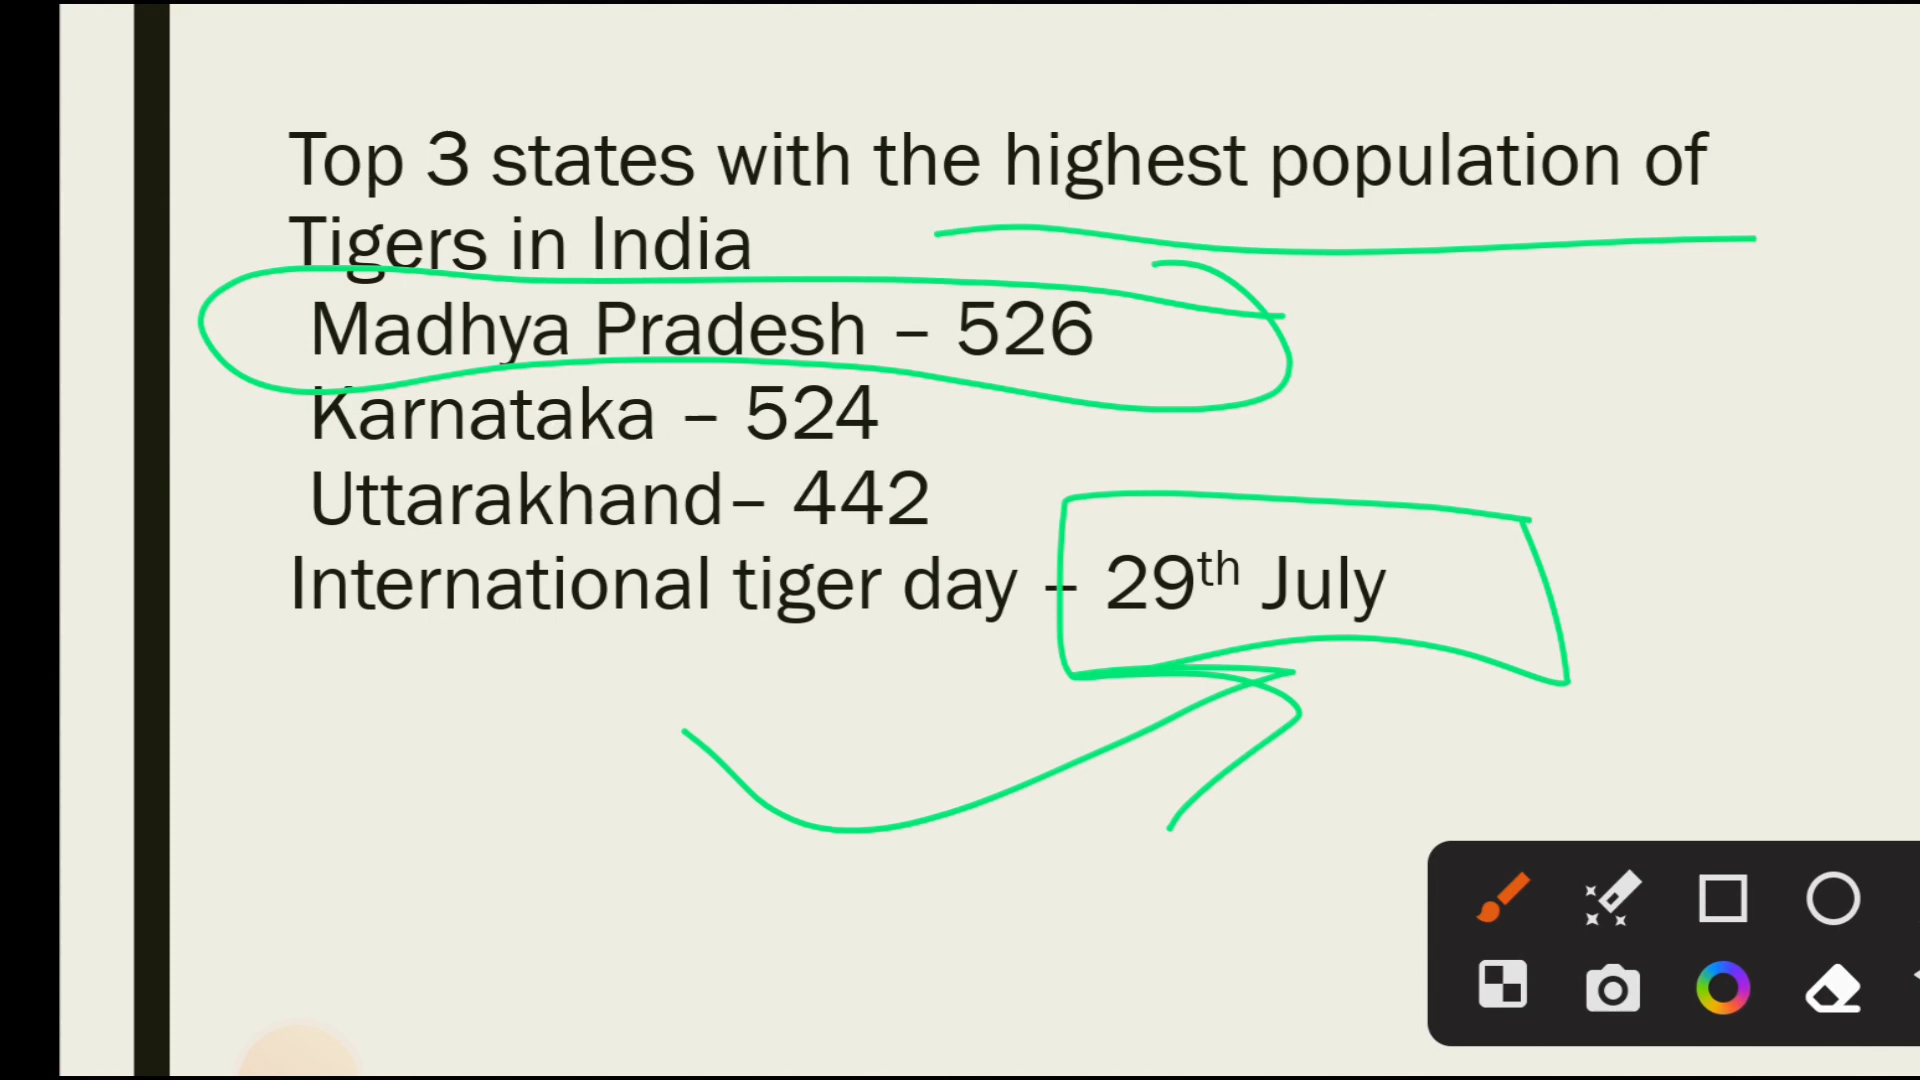 Top 3 states with the highest population of
Tigers in India
Madhya Pradesh – 526
Karnataka – 524
Uttarakhand– 442
International tiger day – 29th July